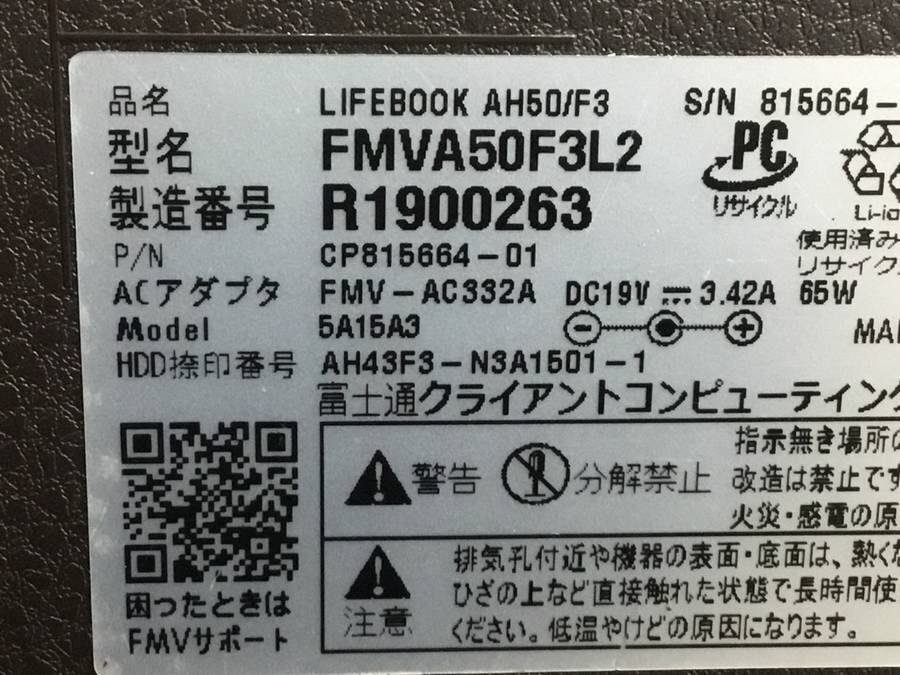 品名 LIFEBOOK AH50/F3 S/N 815664-
型名 FMVA50F3L2
製造番号 R1900263
PC
リサイクル
P/N CP815664-01
使用済み
リサイク
ACアダプタ FMV-AC332A DC19V 3.42A 65W
Model 5A15A3
HDD捺印番号 AH43F3-N3A1501-1
富士通クライアントコンピューティング
警告 分解禁止
指示無き場所の
改造は禁止です
火災・感電の原
注意
排気孔付近や機器の表面・底面は、熱くな
ひざの上など直接触れた状態で長時間使
ください。低温やけどの原因になります。
困ったときは
FMVサポート